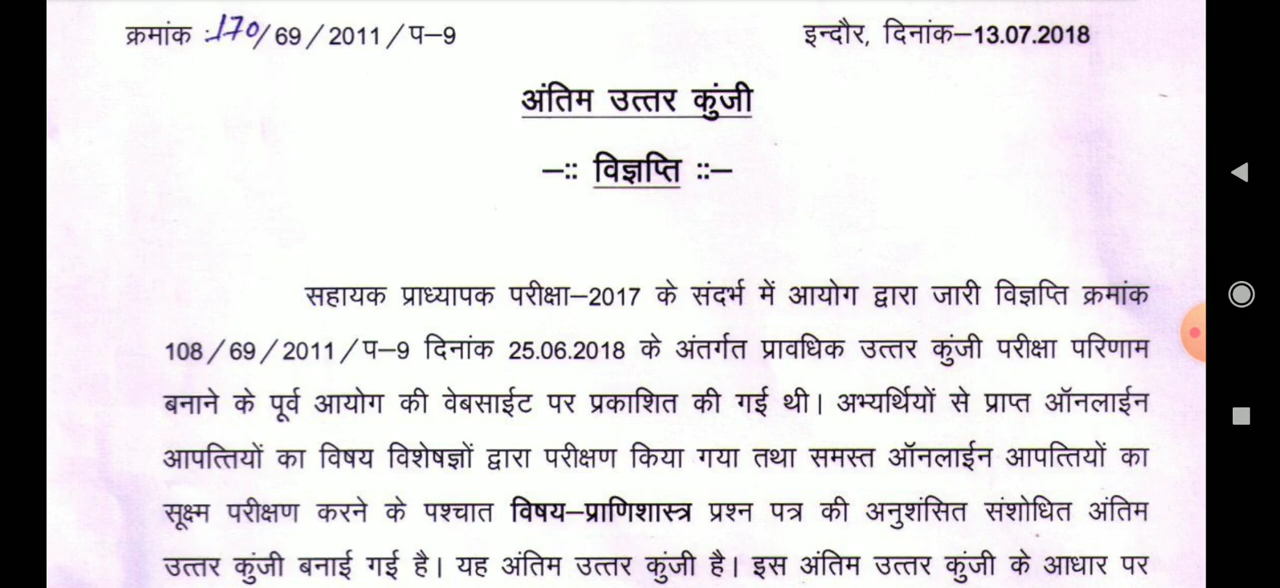 क्रमांक :170/69/2011/प–9 इन्दौर, दिनांक–13.07.2018
अंतिम उत्तर कुंजी
–:: विज्ञप्ति ::–
सहायक प्राध्यापक परीक्षा–2017 के संदर्भ में आयोग द्वारा जारी विज्ञप्ति क्रमांक
108/69/2011/प–9 दिनांक 25.06.2018 के अंतर्गत प्रावधिक उत्तर कुंजी परीक्षा परिणाम
बनाने के पूर्व आयोग की वेबसाईट पर प्रकाशित की गई थी। अभ्यर्थियों से प्राप्त ऑनलाईन
आपत्तियों का विषय विशेषज्ञों द्वारा परीक्षण किया गया तथा समस्त ऑनलाईन आपत्तियों का
सूक्ष्म परीक्षण करने के पश्चात विषय–प्राणिशास्त्र प्रश्न पत्र की अनुशंसित संशोधित अंतिम
उत्तर कुंजी बनाई गई है। यह अंतिम उत्तर कुंजी है। इस अंतिम उत्तर कुंजी के आधार पर